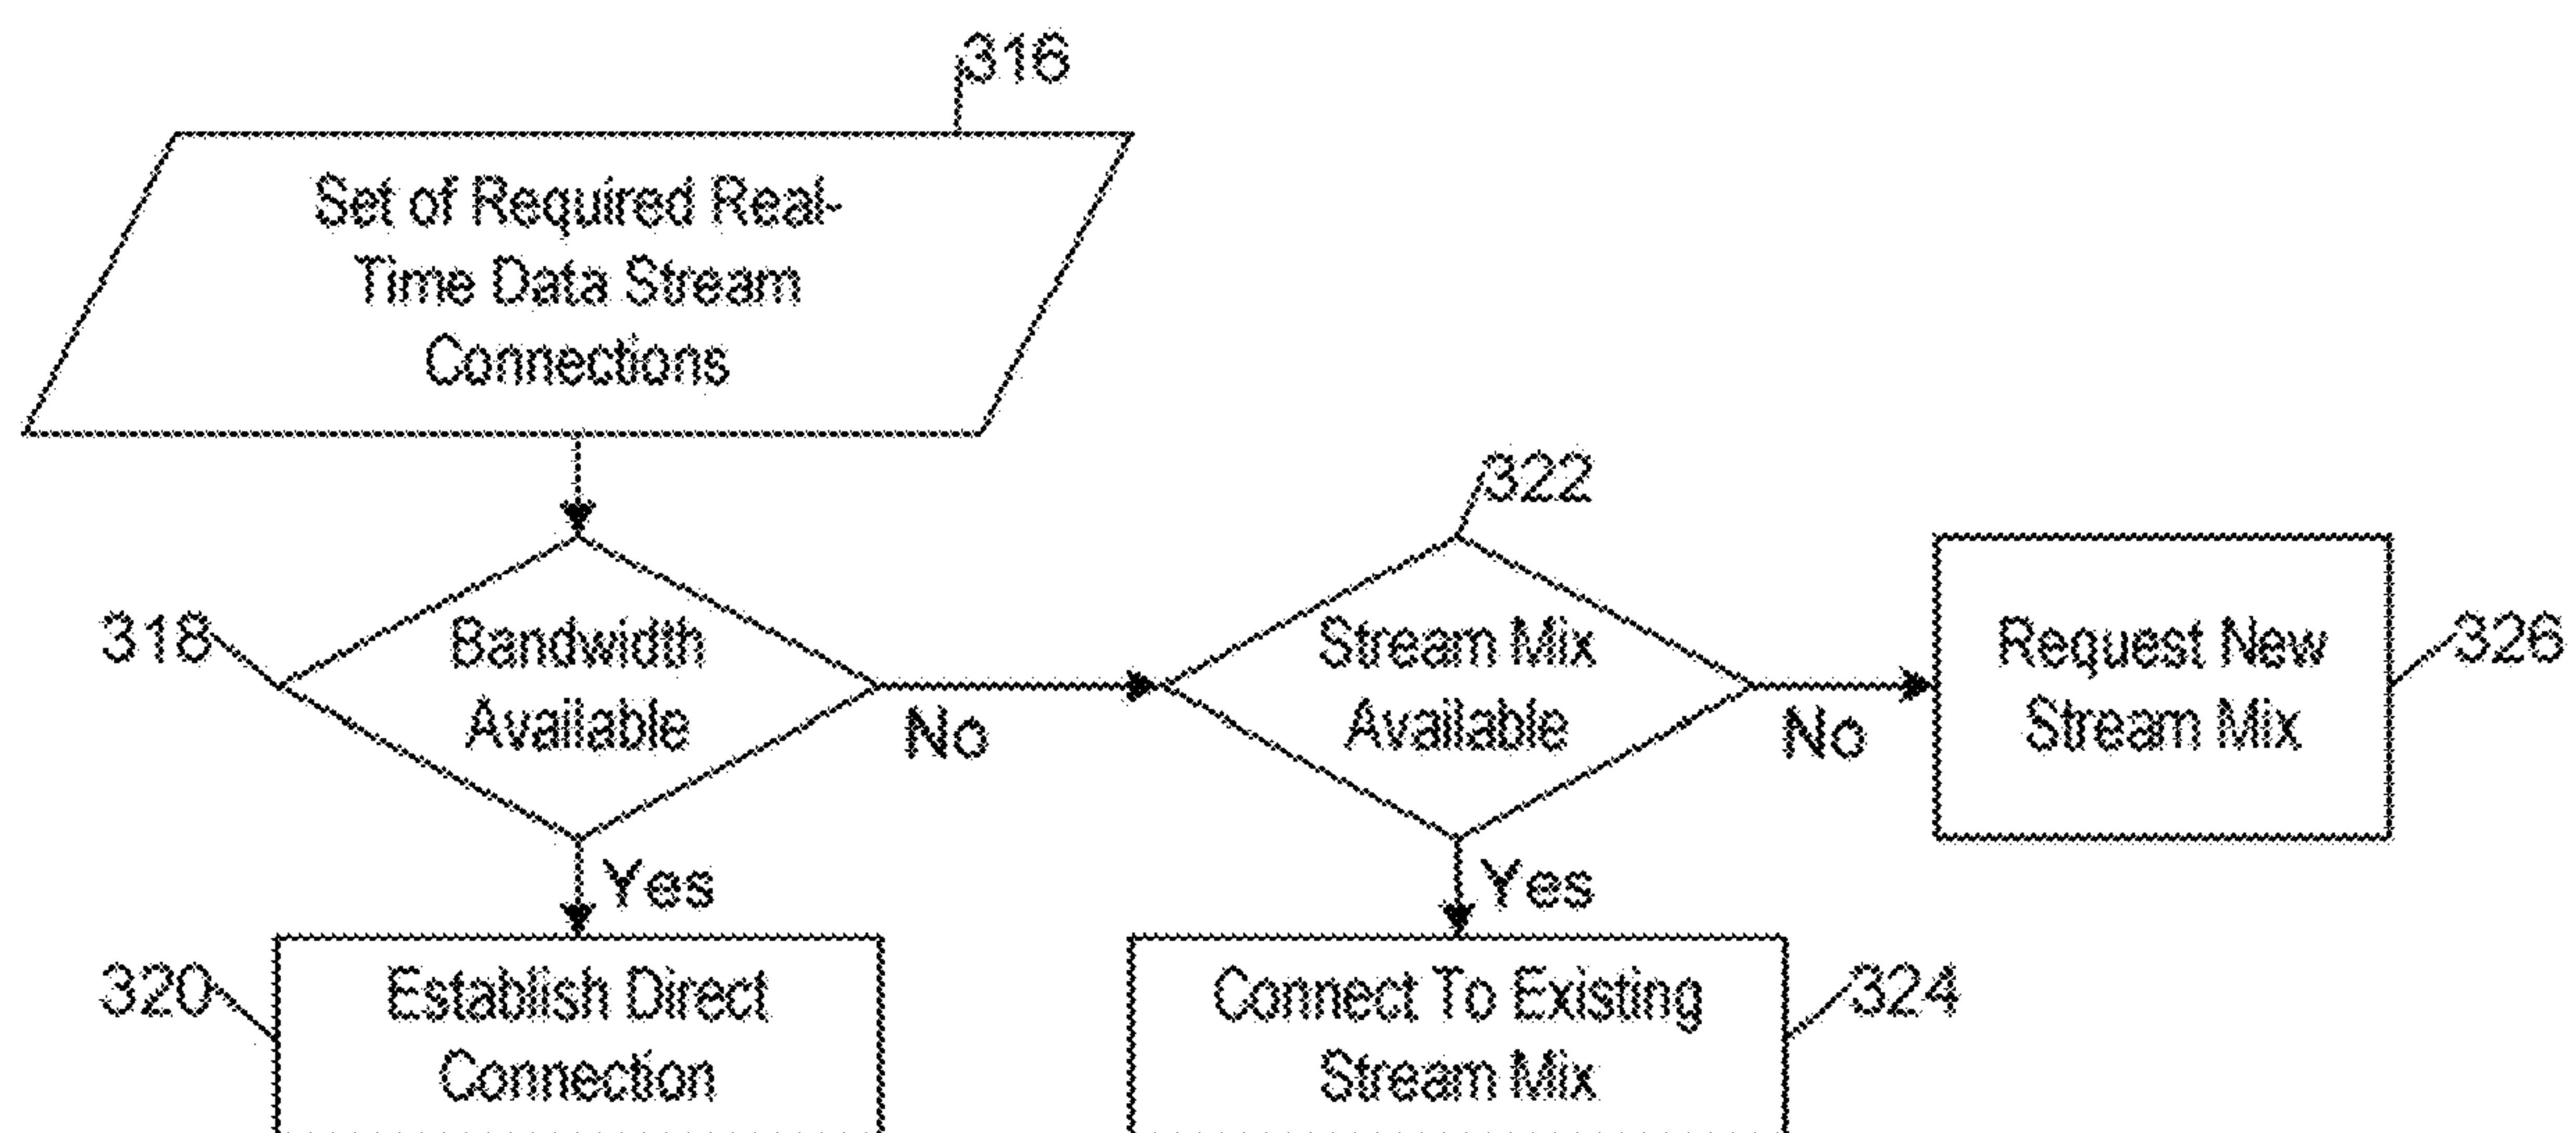 316
Set of Required Real-
Time Data Stream
Connections
322
318
Bandwidth
Available
No
Stream Mix
Available
No
Request New
Stream Mix
326
Yes
Yes
320
Establish Direct
Connection
Connect To Existing
Stream Mix
324